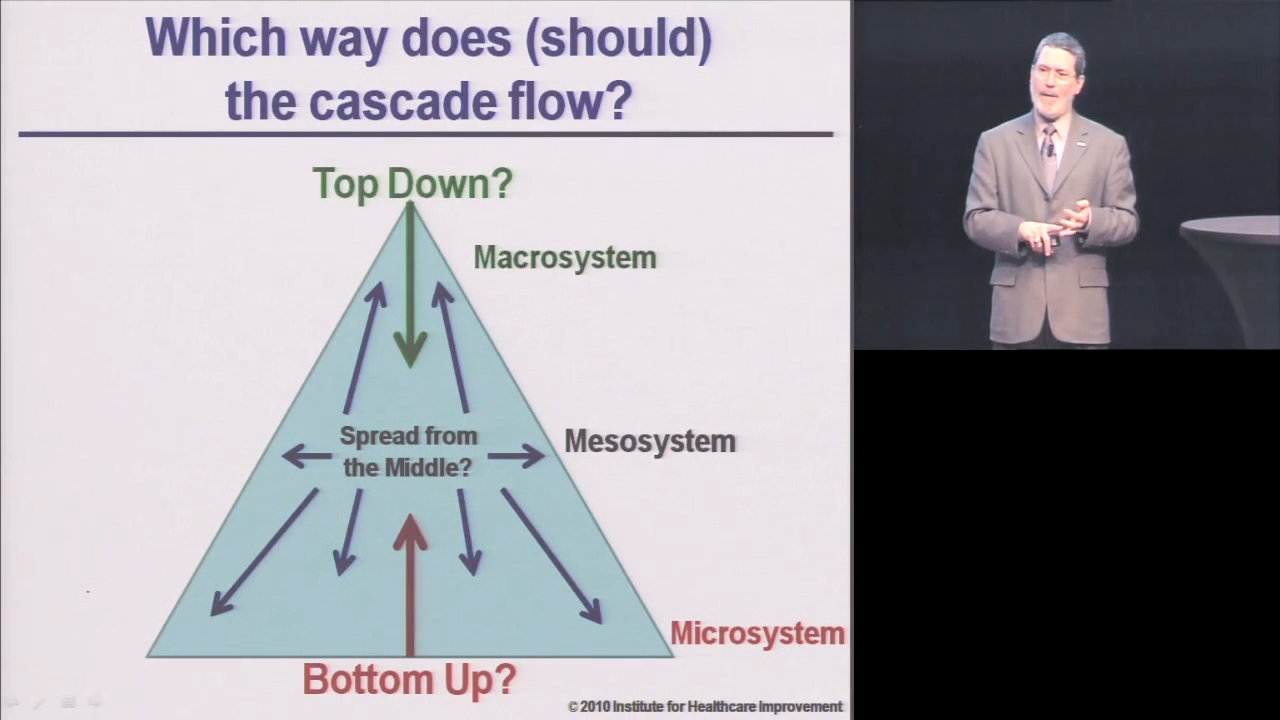 Which way does (should)
the cascade flow?
Top Down?
Macrosystem
Spread from
the Middle?
Mesosystem
Microsystem
Bottom Up?
© 2010 Institute for Healthcare Improvement